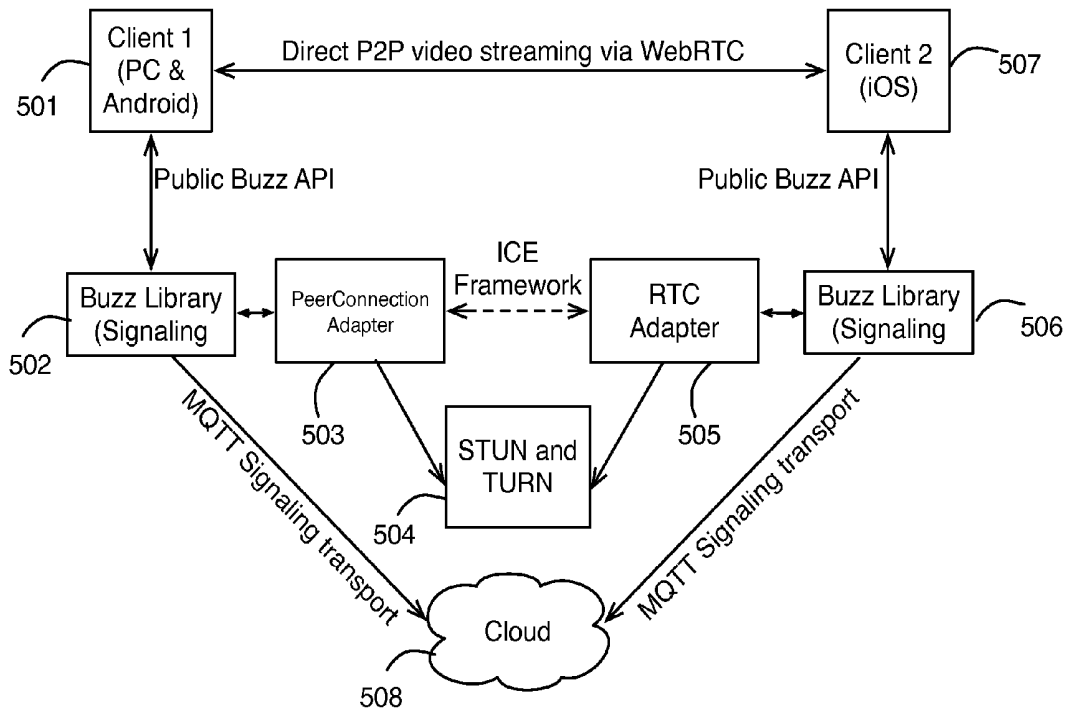 Client 1
(PC &
Android)
501
Direct P2P video streaming via WebRTC
Client 2
(iOS)
507
Public Buzz API
Public Buzz API
Buzz Library
(Signaling
502
PeerConnection
Adapter
503
ICE
Framework
RTC
Adapter
505
Buzz Library
(Signaling
506
STUN and
TURN
504
MQTT Signaling transport
MQTT Signaling transport
Cloud
508